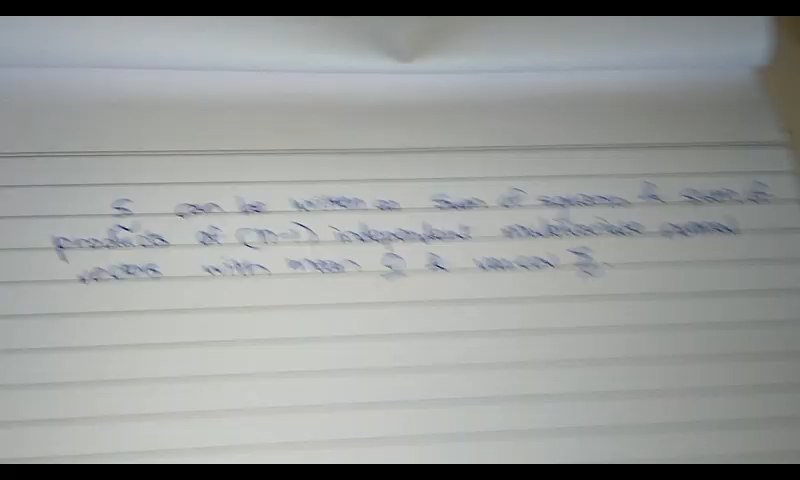 S can be written as sum of squares & sum of
products of (n-1) independent multivariate normal
vectors with mean 0 & variance Σ.